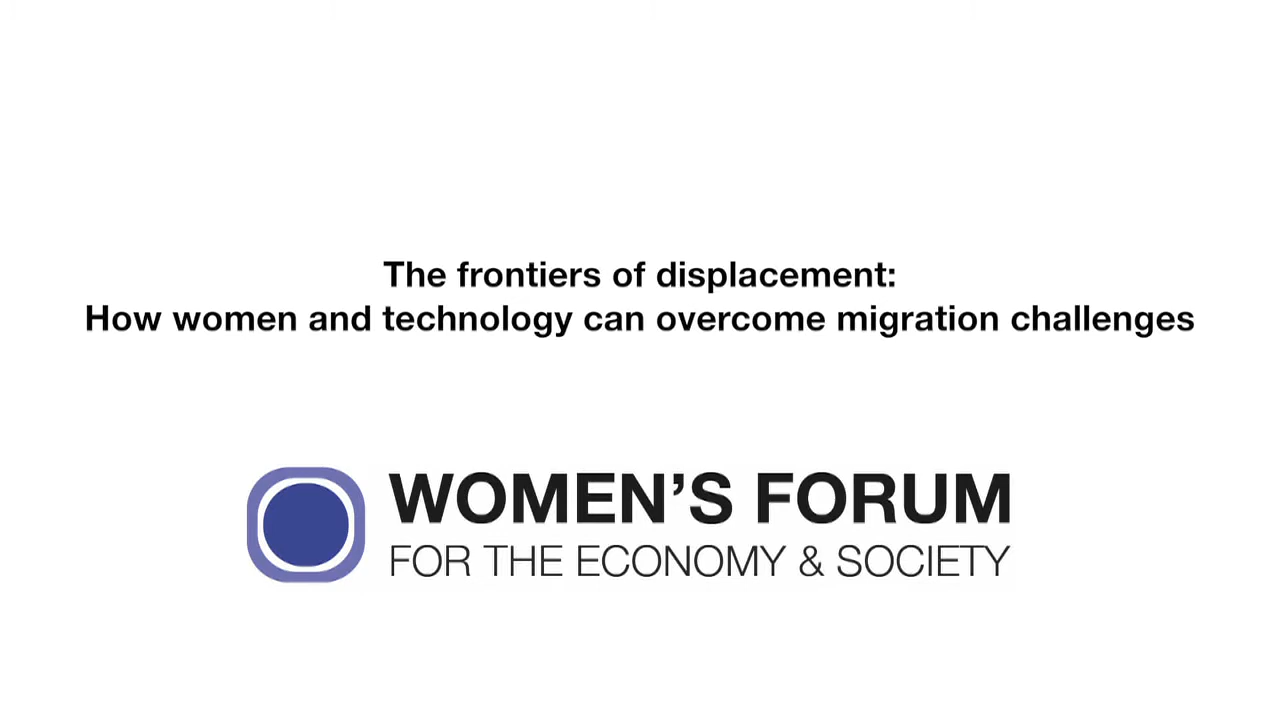 The frontiers of displacement:
How women and technology can overcome migration challenges
WOMEN’S FORUM
FOR THE ECONOMY & SOCIETY